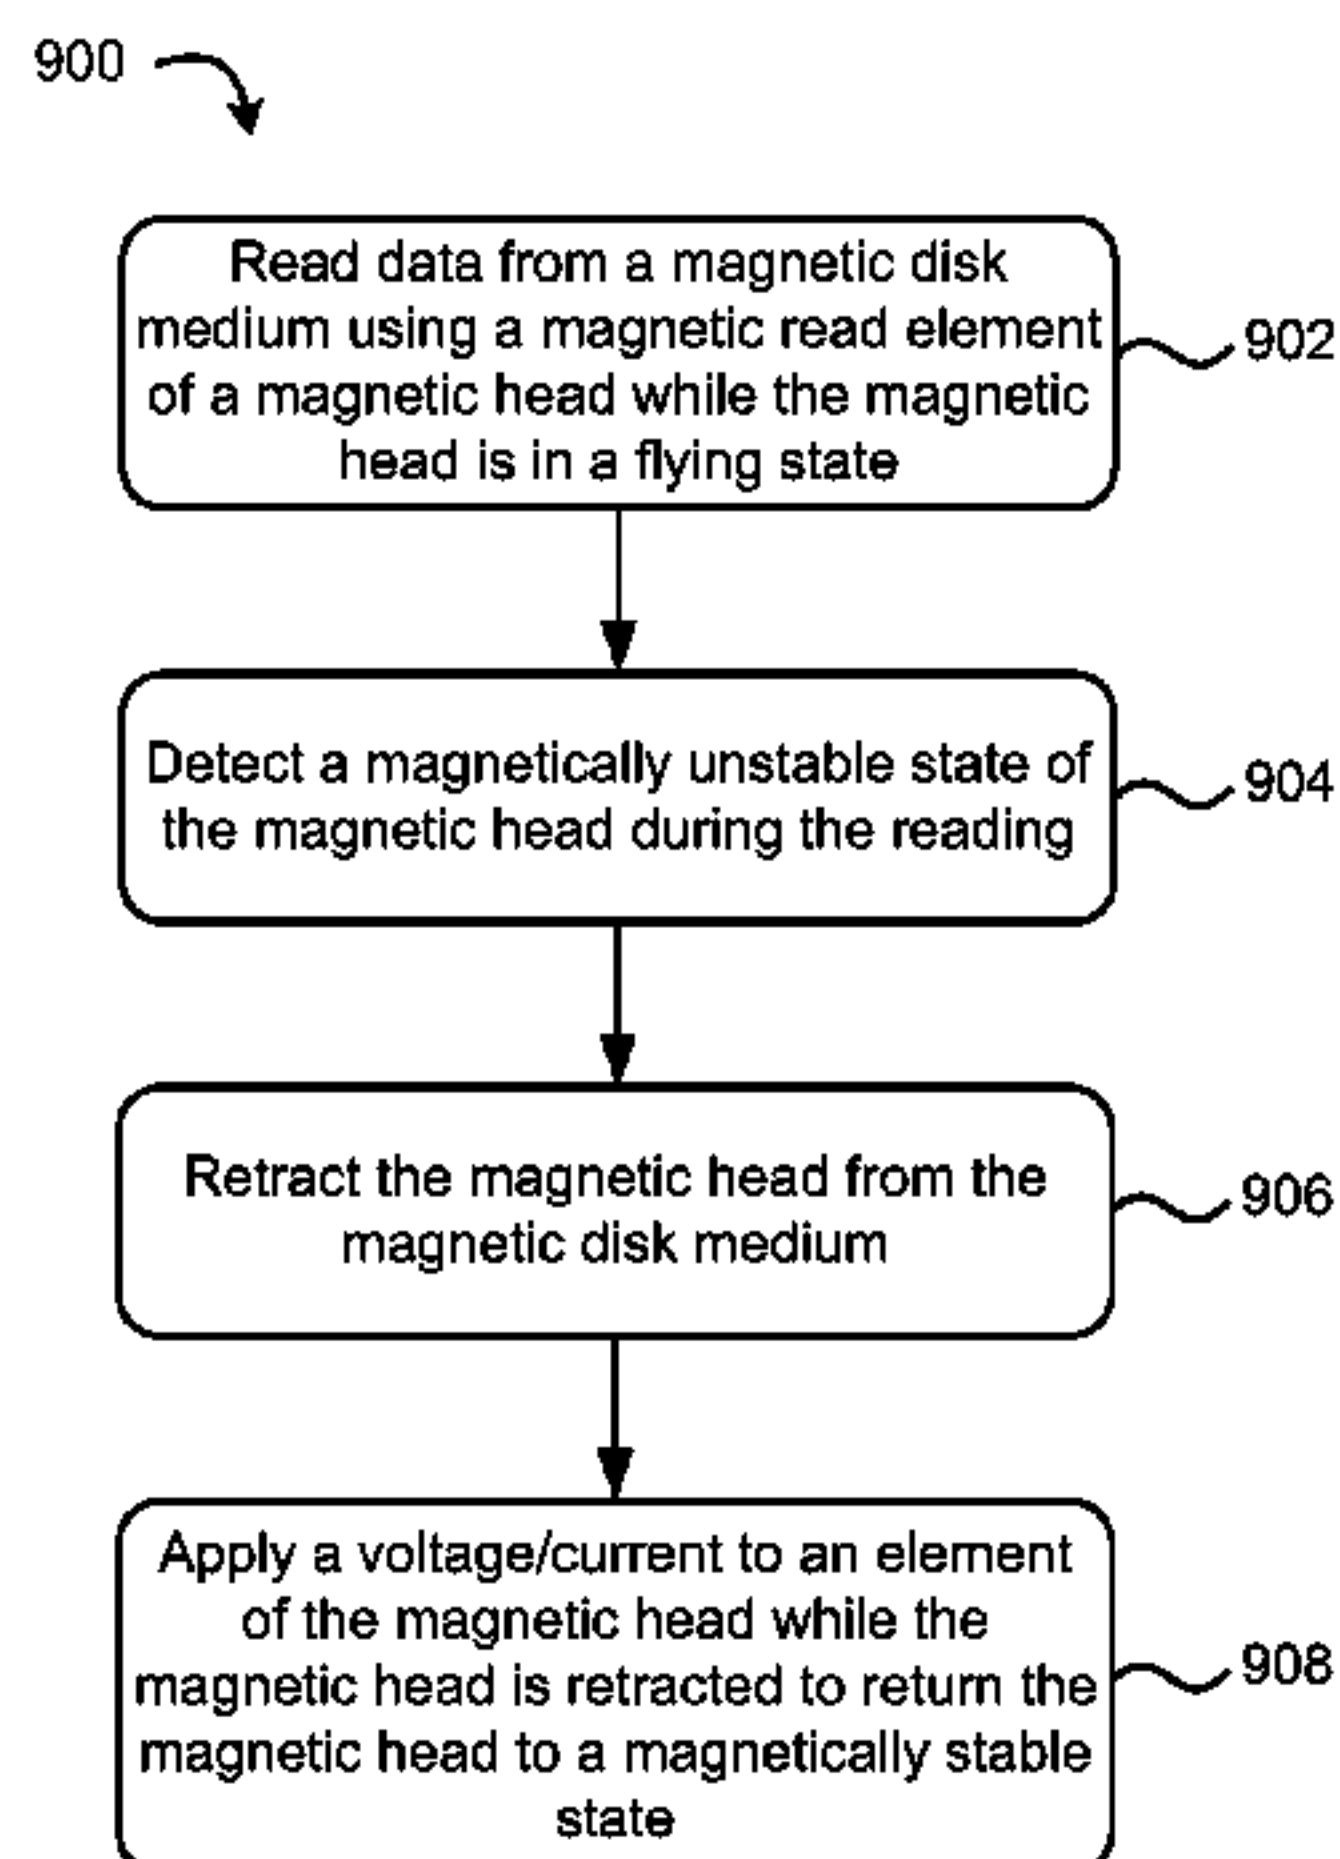 900
Read data from a magnetic disk
medium using a magnetic read element
of a magnetic head while the magnetic
head is in a flying state
902
Detect a magnetically unstable state of
the magnetic head during the reading
904
Retract the magnetic head from the
magnetic disk medium
906
Apply a voltage/current to an element
of the magnetic head while the
magnetic head is retracted to return the
magnetic head to a magnetically stable
state
908